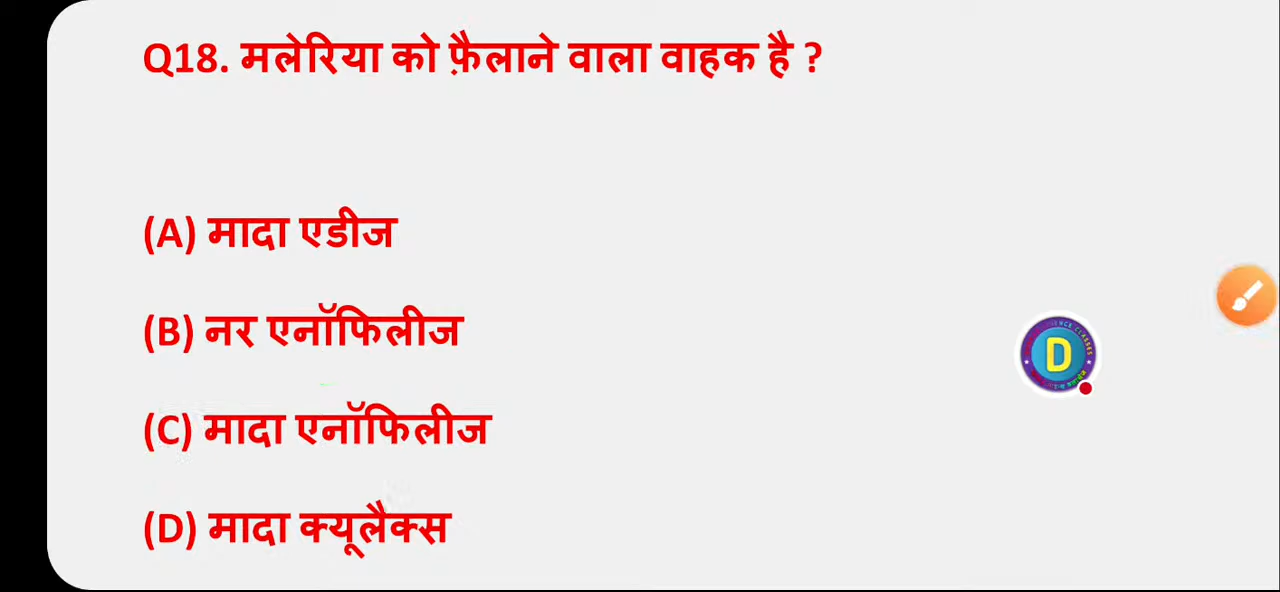 Q18. मलेरिया को फ़ैलाने वाला वाहक है ?
(A) मादा एडीज
(B) नर एनॉफिलीज
(C) मादा एनॉफिलीज
(D) मादा क्यूलैक्स
D